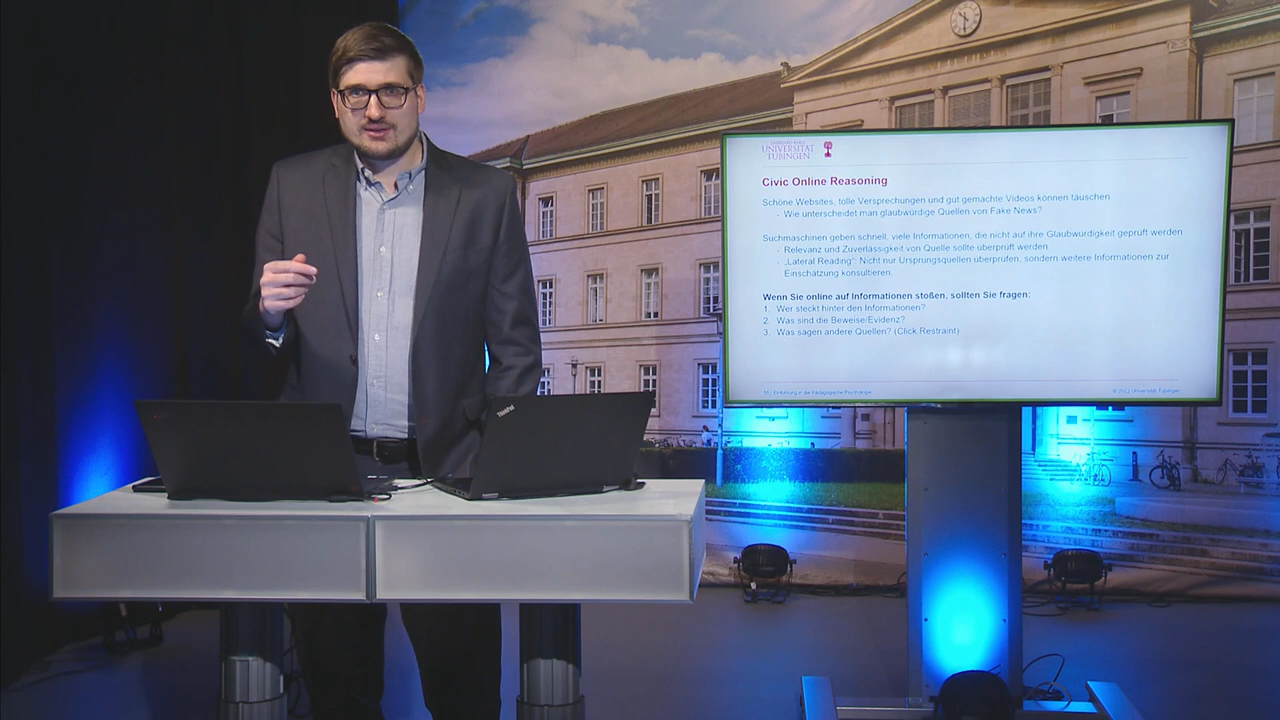 EBERHARD KARLS
UNIVERSITÄT
TÜBINGEN
Civic Online Reasoning
Schöne Websites, tolle Versprechungen und gut gemachte Videos können täuschen
- Wie unterscheidet man glaubwürdige Quellen von Fake News?
Suchmaschinen geben schnell, viele Informationen, die nicht auf ihre Glaubwürdigkeit geprüft werden
- Relevanz und Zuverlässigkeit von Quelle sollte überprüft werden
- „Lateral Reading“: Nicht nur Ursprungsquellen überprüfen, sondern weitere Informationen zur
Einschätzung konsultieren.
Wenn Sie online auf Informationen stoßen, sollten Sie fragen:
1. Wer steckt hinter den Informationen?
2. Was sind die Beweise/Evidenz?
3. Was sagen andere Quellen? (Click Restraint)
| Einführung in die Pädagogische Psychologie
© 2022 Universität Tübingen
ThinkPad